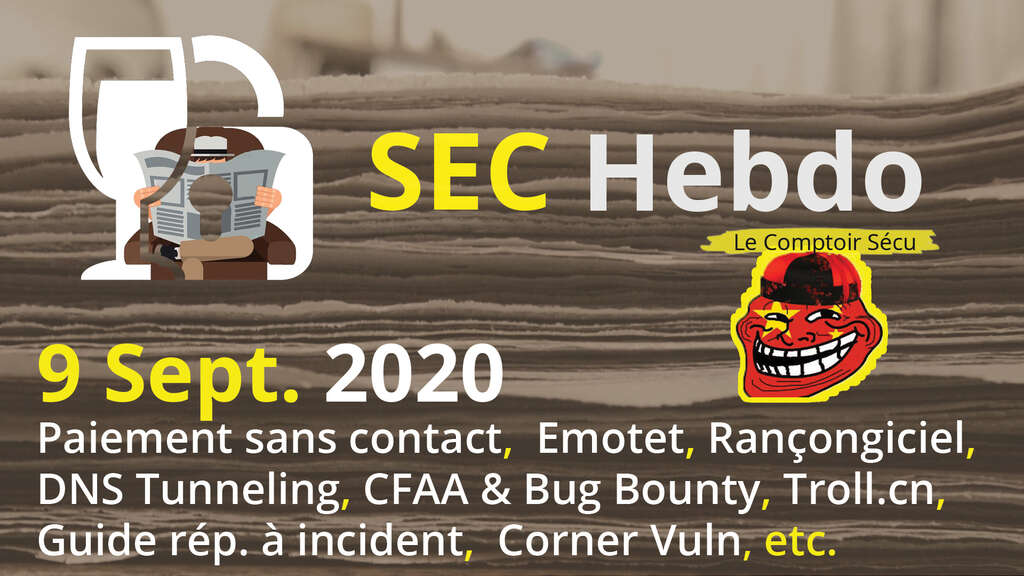 SEC Hebdo
Le Comptoir Sécu
9 Sept. 2020
Paiement sans contact, Emotet, Rançongiciel,
DNS Tunneling, CFAA & Bug Bounty, Troll.cn,
Guide rép. à incident, Corner Vuln, etc.